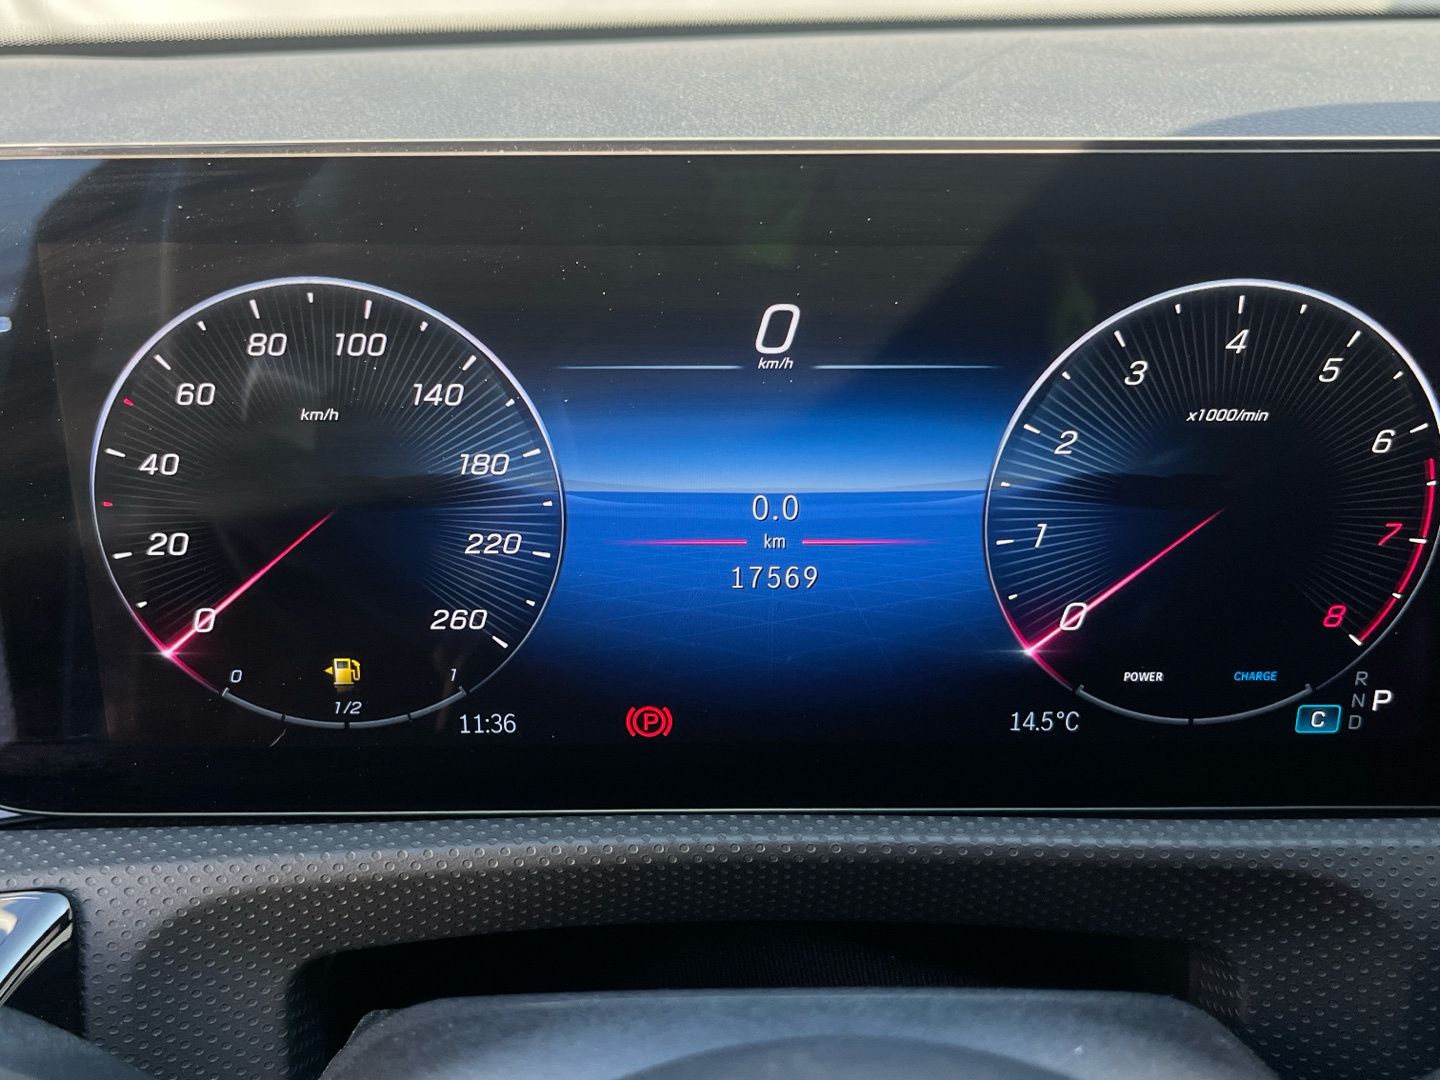 0
km/h
80 100
60 140
40 180
20 220
0 260
km/h
0 1/2 1
11:36
0.0
km
17569
P
14.5°C
4
3 5
2 6
1 7
0 8
x1000/min
POWER CHARGE
C
R
N P
D